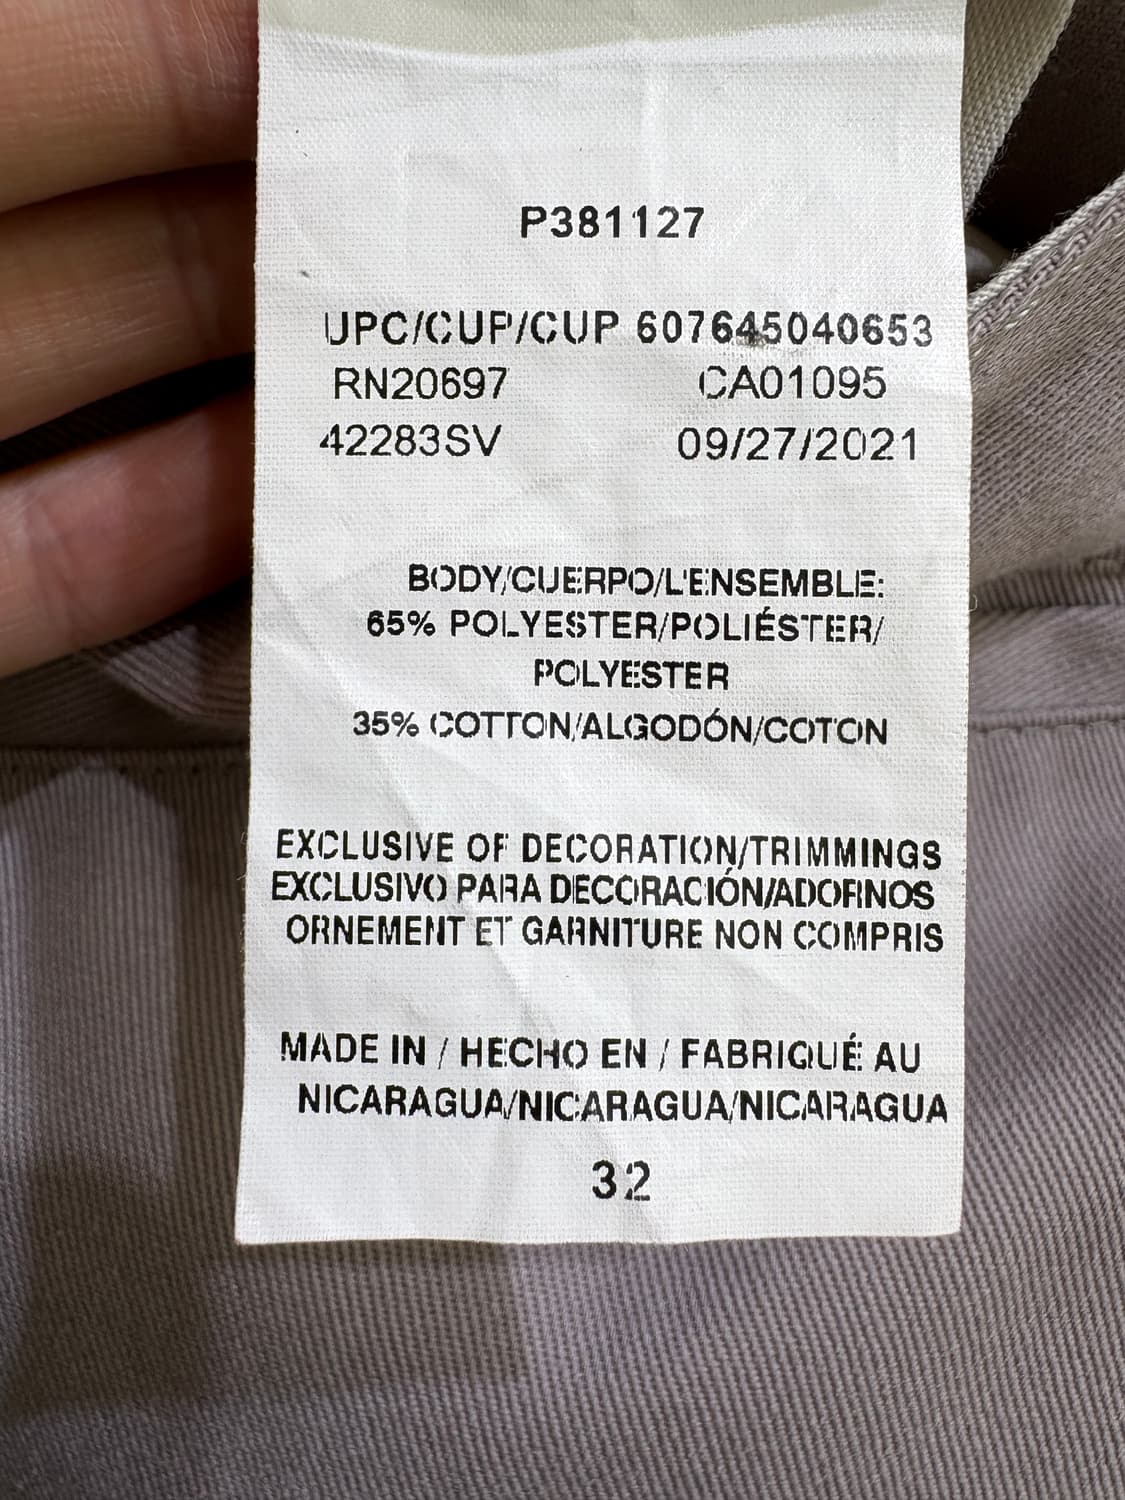 P381127
UPC/CUP/CUP 607645040653
RN20697 CA01095
42283SV 09/27/2021
BODY/CUERPO/L'ENSEMBLE:
65% POLYESTER/POLIÉSTER/
POLYESTER
35% COTTON/ALGODÓN/COTON
EXCLUSIVE OF DECORATION/TRIMMINGS
EXCLUSIVO PARA DECORACIÓN/ADORNOS
ORNEMENT ET GARNITURE NON COMPRIS
MADE IN / HECHO EN / FABRIQUÉ AU
NICARAGUA/NICARAGUA/NICARAGUA
32